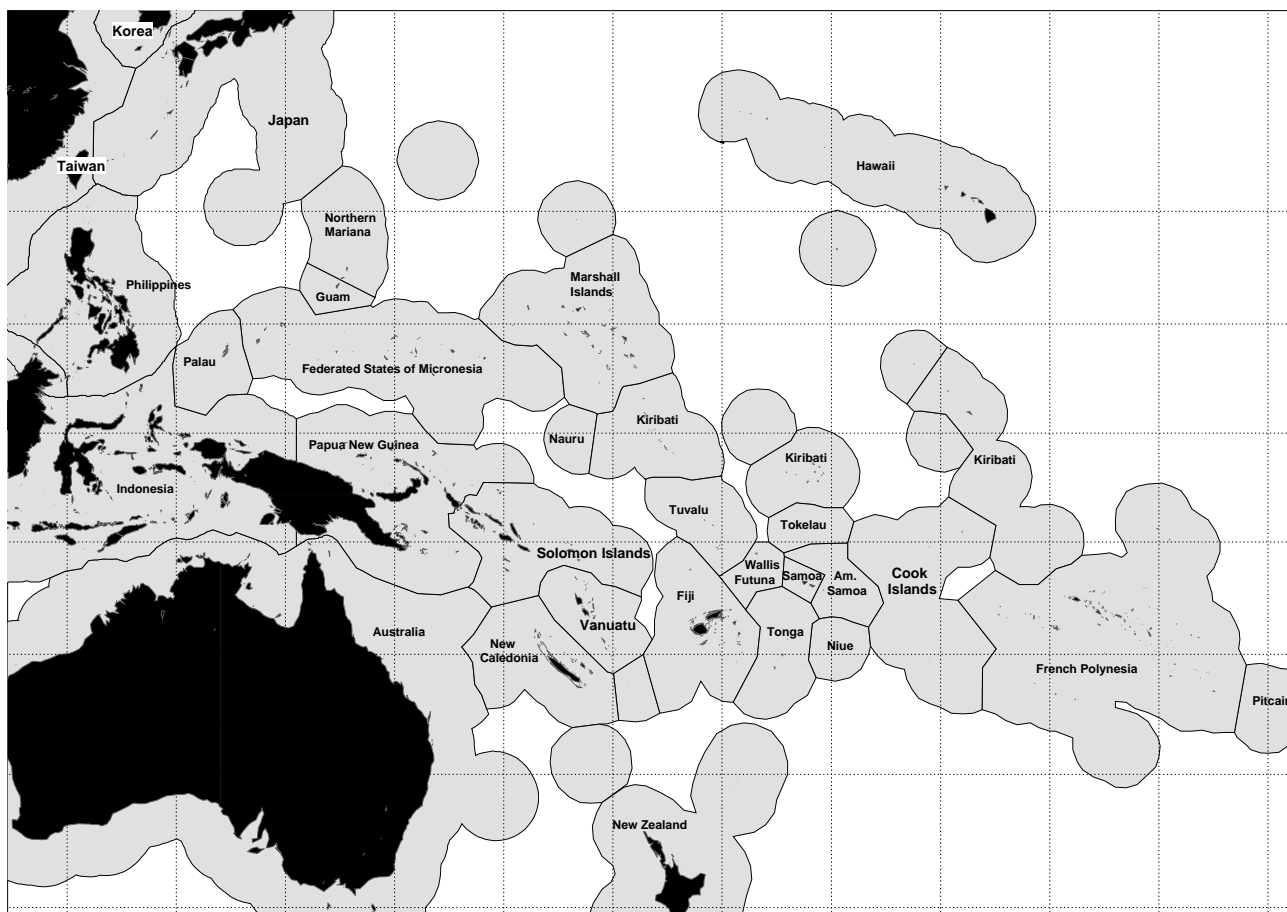 Korea
Japan
Taiwan
Hawaii
Northern
Mariana
Marshall
Islands
Philippines
Guam
Palau
Federated States of Micronesia
Kiribati
Nauru
Papua New Guinea
Kiribati
Kiribati
Indonesia
Tuvalu
Tokelau
Solomon Islands
Wallis
Futuna
Samoa
Am.
Samoa
Cook
Islands
Fiji
Vanuatu
Australia
New
Caledonia
Tonga
Niue
French Polynesia
Pitcair
New Zealand